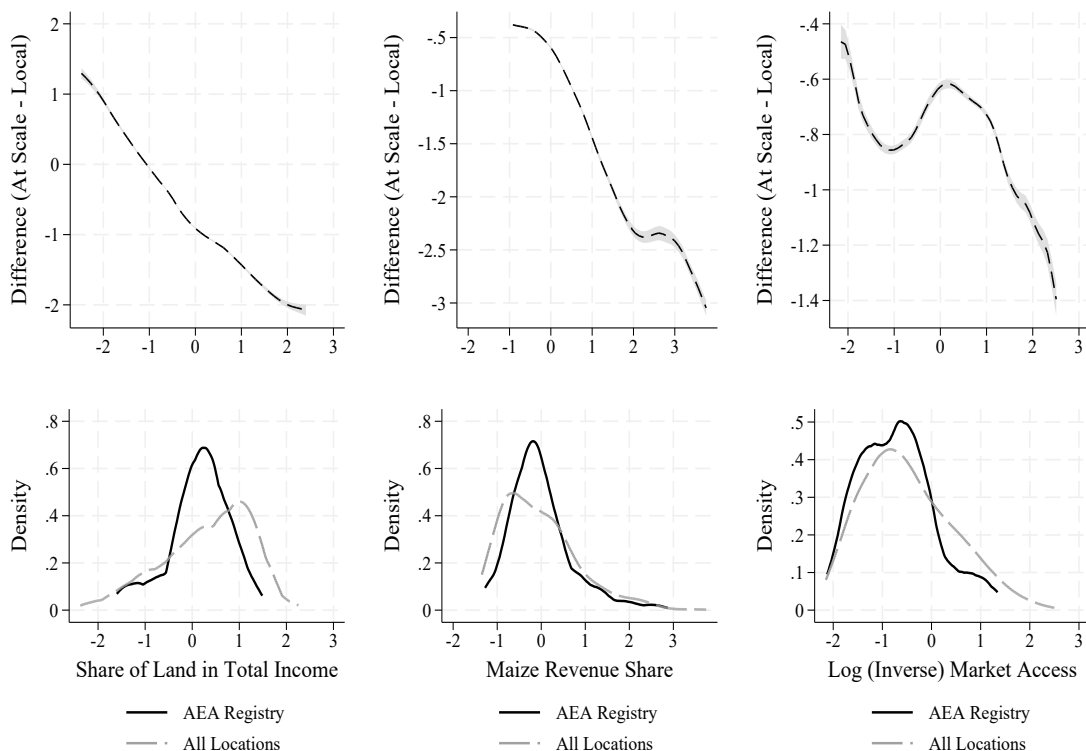 Difference (At Scale - Local)
2
1
0
-1
-2
-2 -1 0 1 2 3
Difference (At Scale - Local)
-.5
-1
-1.5
-2
-2.5
-3
-2 -1 0 1 2 3
Difference (At Scale - Local)
-.4
-.6
-.8
-1
-1.2
-1.4
-2 -1 0 1 2 3
Density
.8
.6
.4
.2
0
-2 -1 0 1 2 3
Share of Land in Total Income
AEA Registry
All Locations
Density
.8
.6
.4
.2
0
-2 -1 0 1 2 3
Maize Revenue Share
AEA Registry
All Locations
Density
.5
.4
.3
.2
.1
0
-2 -1 0 1 2 3
Log (Inverse) Market Access
AEA Registry
All Locations